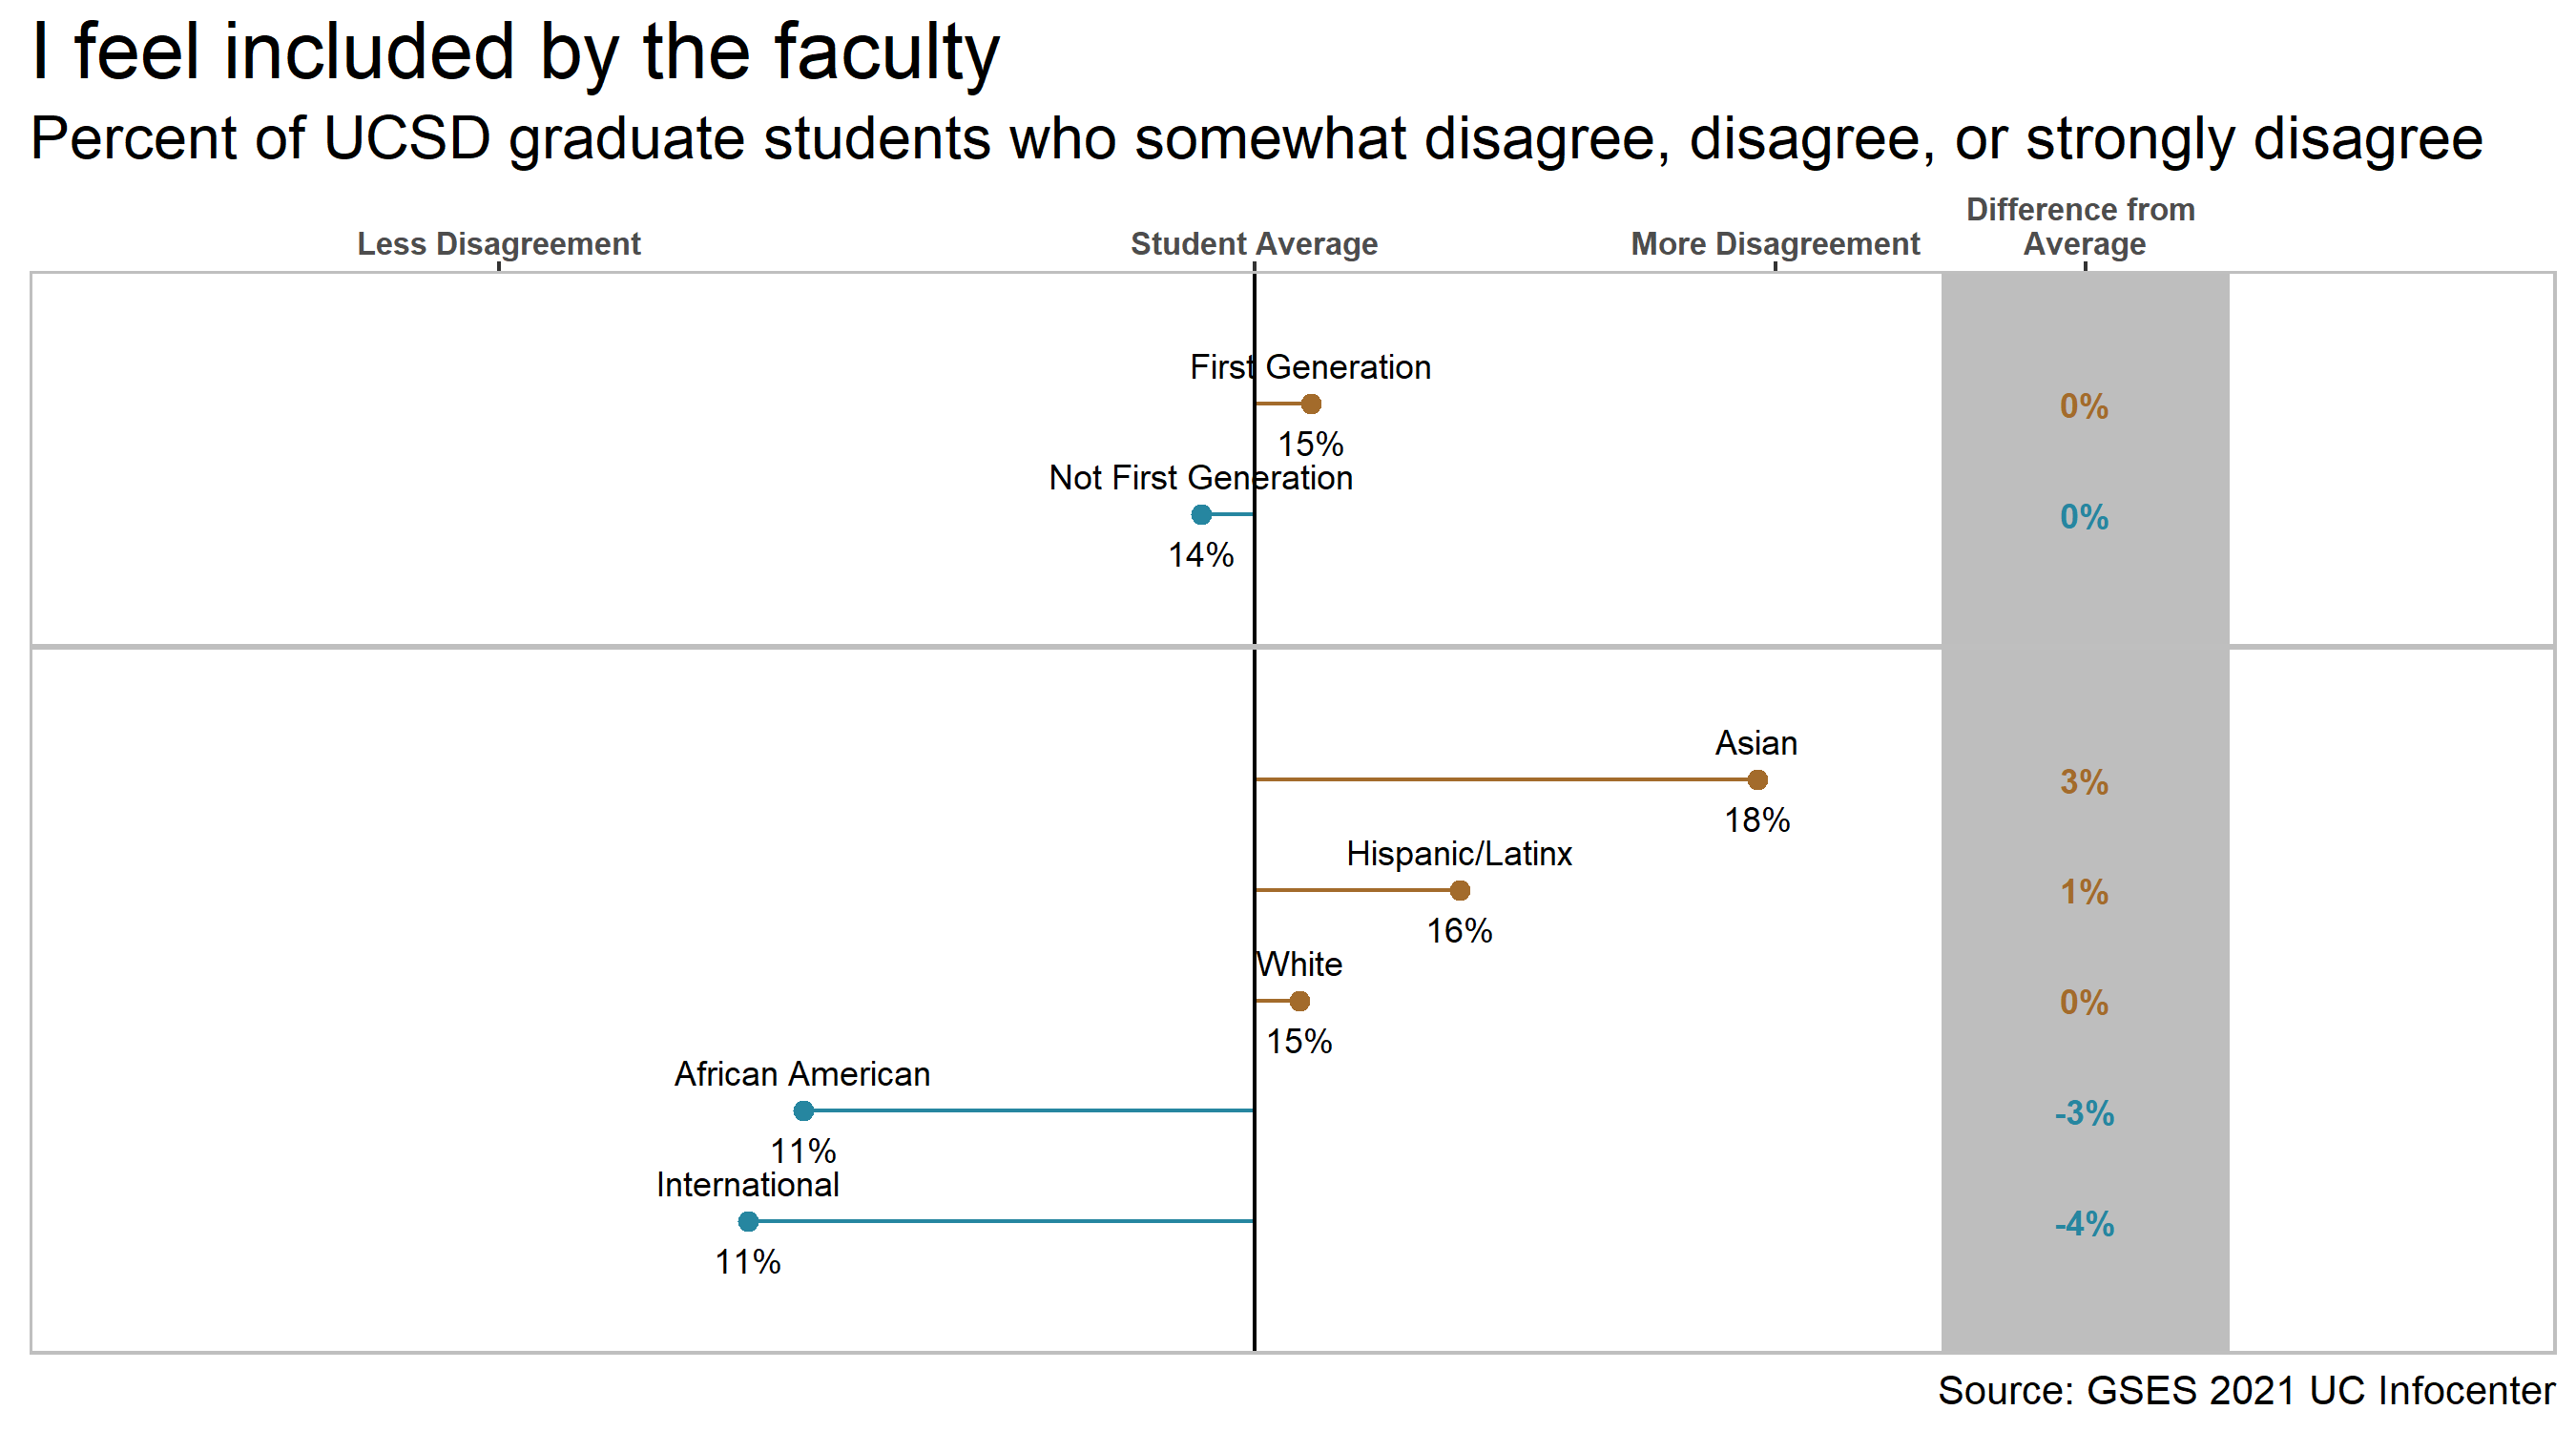 I feel included by the faculty
Percent of UCSD graduate students who somewhat disagree, disagree, or strongly disagree
Less Disagreement
Student Average
More Disagreement
Difference from
Average
First Generation
15%
0%
Not First Generation
14%
0%
Asian
18%
3%
Hispanic/Latinx
16%
1%
White
15%
0%
African American
11%
-3%
International
11%
-4%
Source: GSES 2021 UC Infocenter